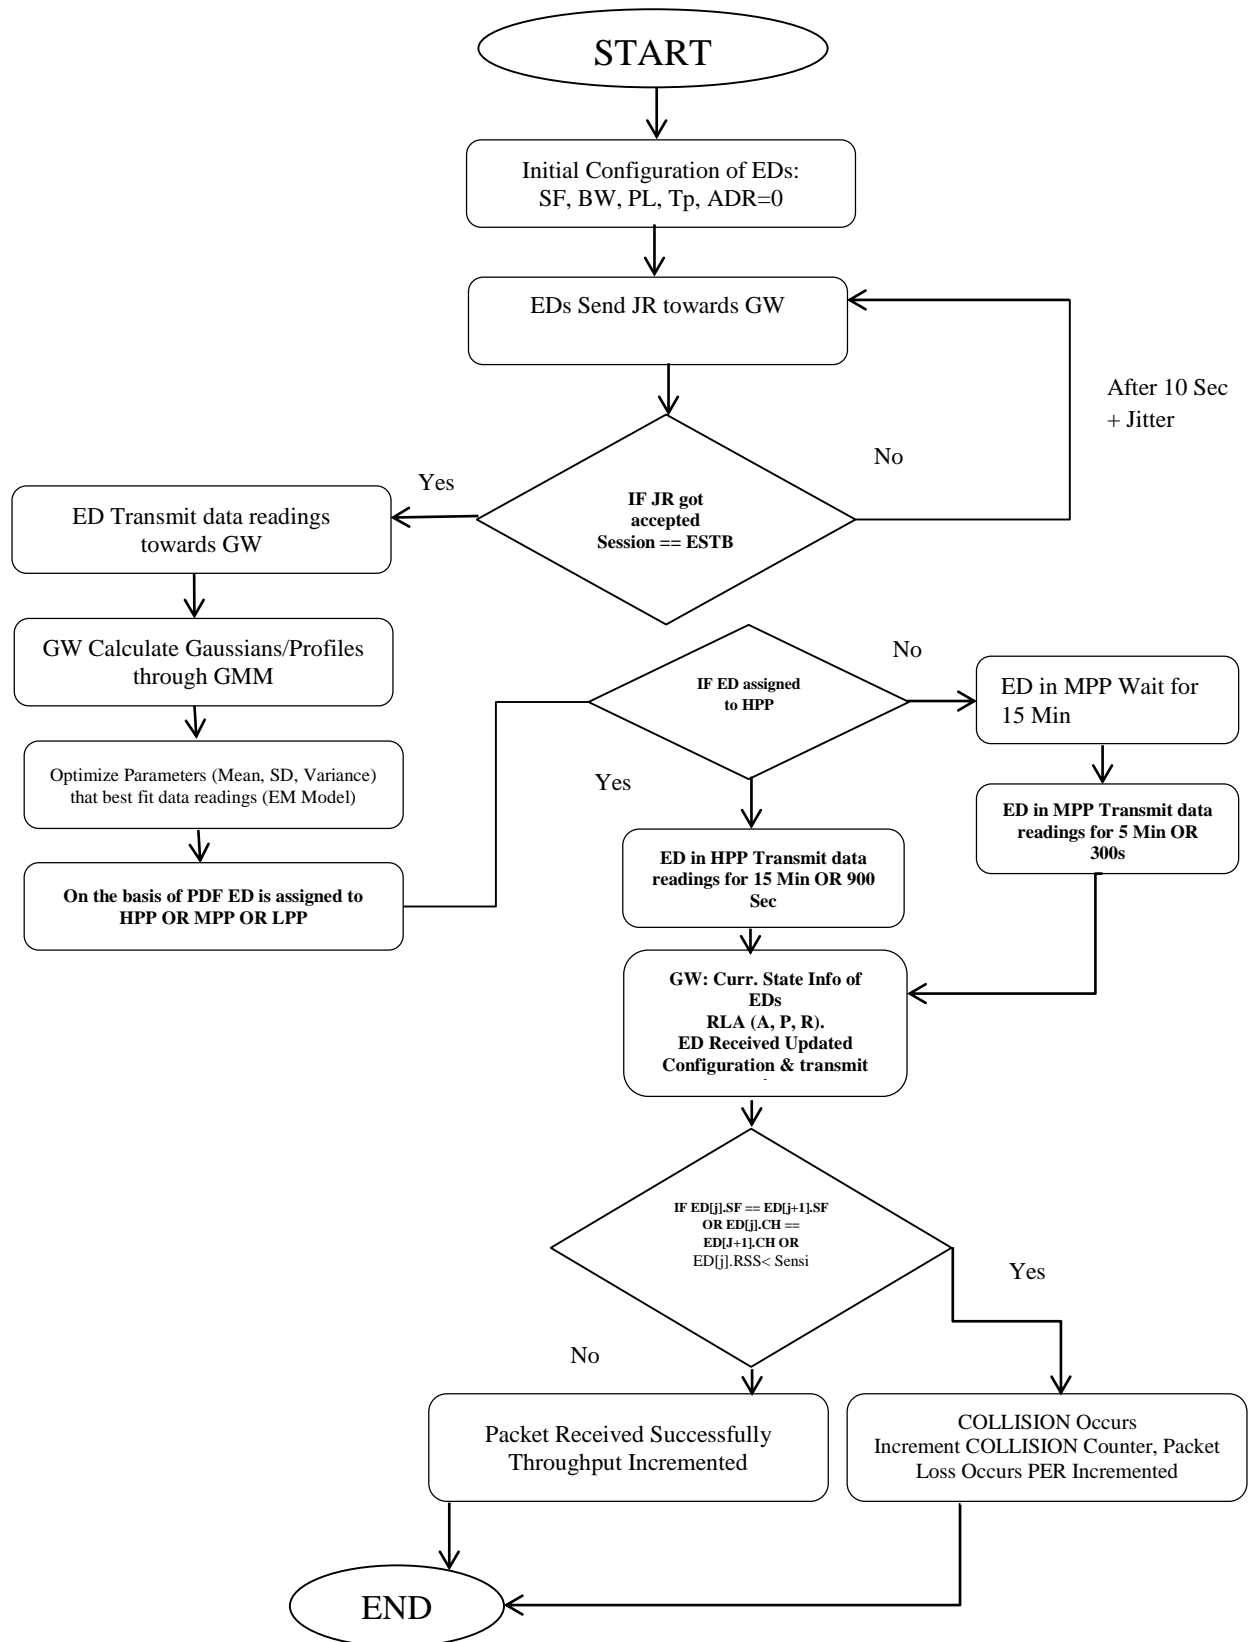 START
Initial Configuration of EDs:
SF, BW, PL, Tp, ADR=0
EDs Send JR towards GW
After 10 Sec
+ Jitter
No
Yes
IF JR got
accepted
Session == ESTB
ED Transmit data readings
towards GW
GW Calculate Gaussians/Profiles
through GMM
Optimize Parameters (Mean, SD, Variance)
that best fit data readings (EM Model)
On the basis of PDF ED is assigned to
HPP OR MPP OR LPP
IF ED assigned
to HPP
No
ED in MPP Wait for
15 Min
Yes
ED in MPP Transmit data
readings for 5 Min OR
300s
ED in HPP Transmit data
readings for 15 Min OR 900
Sec
GW: Curr. State Info of
EDs
RLA (A, P, R).
ED Received Updated
Configuration & transmit
IF ED[j].SF == ED[j+1].SF
OR ED[j].CH ==
ED[J+1].CH OR
ED[j].RSS< Sensi
Yes
No
Packet Received Successfully
Throughput Incremented
COLLISION Occurs
Increment COLLISION Counter, Packet
Loss Occurs PER Incremented
END